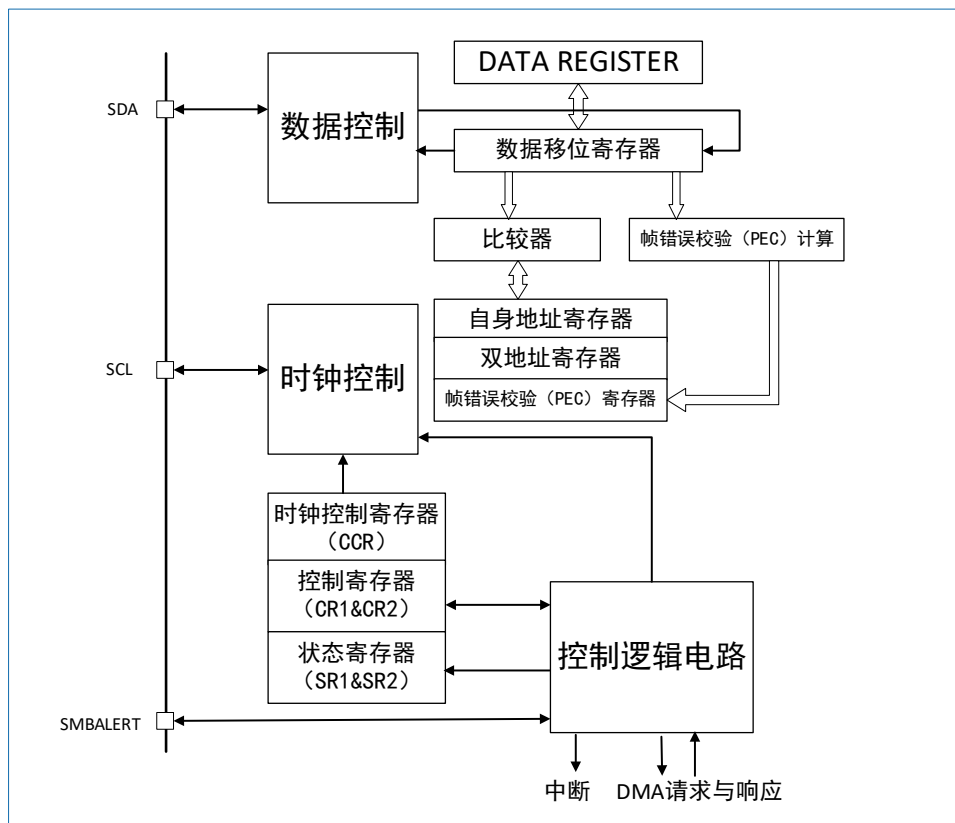 DATA REGISTER
SDA
数据控制
数据移位寄存器
比较器
帧错误校验（PEC）计算
自身地址寄存器
SCL
时钟控制
双地址寄存器
帧错误校验（PEC）寄存器
时钟控制寄存器
（CCR）
控制寄存器
（CR1&CR2）
控制逻辑电路
状态寄存器
（SR1&SR2）
SMBALERT
中断
DMA请求与响应